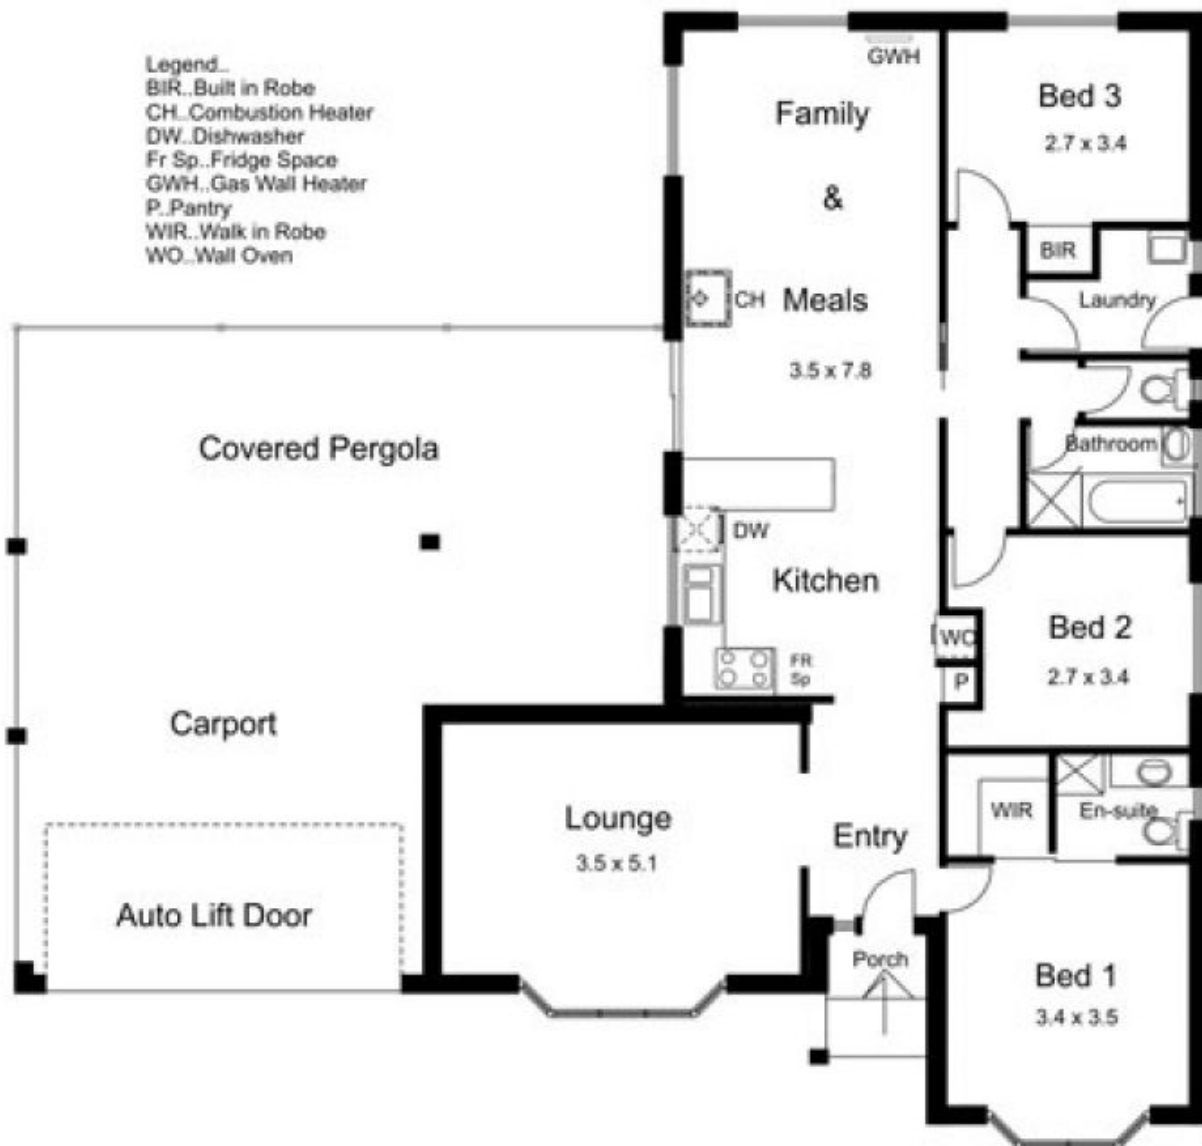 Legend..
BIR..Built in Robe
CH..Combustion Heater
DW..Dishwasher
Fr Sp..Fridge Space
GWH..Gas Wall Heater
P..Pantry
WIR..Walk in Robe
WO..Wall Oven
GWH
Family
&
Meals
3.5 x 7.8
CH
Bed 3
2.7 x 3.4
BIR
Laundry
Bathroom
Covered Pergola
DW
Kitchen
FR
Sp
WO
P
Bed 2
2.7 x 3.4
Carport
Auto Lift Door
Lounge
3.5 x 5.1
Entry
WIR
En-suite
Porch
Bed 1
3.4 x 3.5